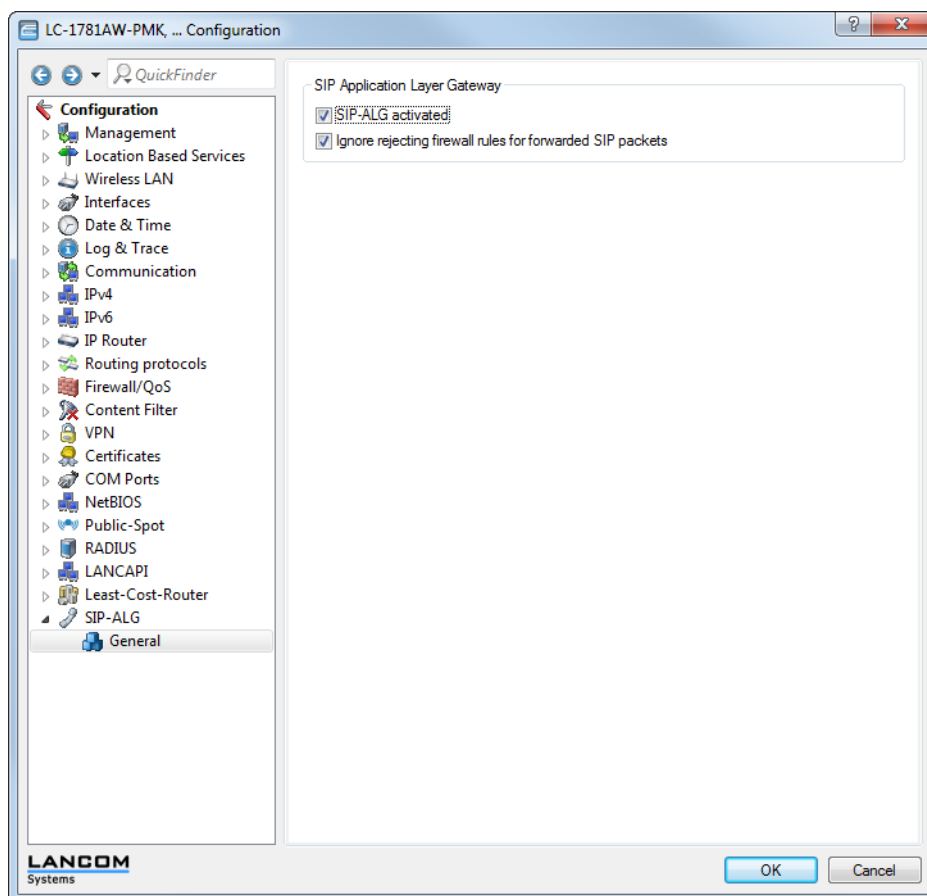 LC-1781AW-PMK, ... Configuration
?
x
QuickFinder
Configuration
Management
Location Based Services
Wireless LAN
Interfaces
Date & Time
Log & Trace
Communication
IPv4
IPv6
IP Router
Routing protocols
Firewall/QoS
Content Filter
VPN
Certificates
COM Ports
NetBIOS
Public-Spot
RADIUS
LANCAPI
Least-Cost-Router
SIP-ALG
General
SIP Application Layer Gateway
SIP-ALG activated
Ignore rejecting firewall rules for forwarded SIP packets
LANCOM
Systems
OK
Cancel